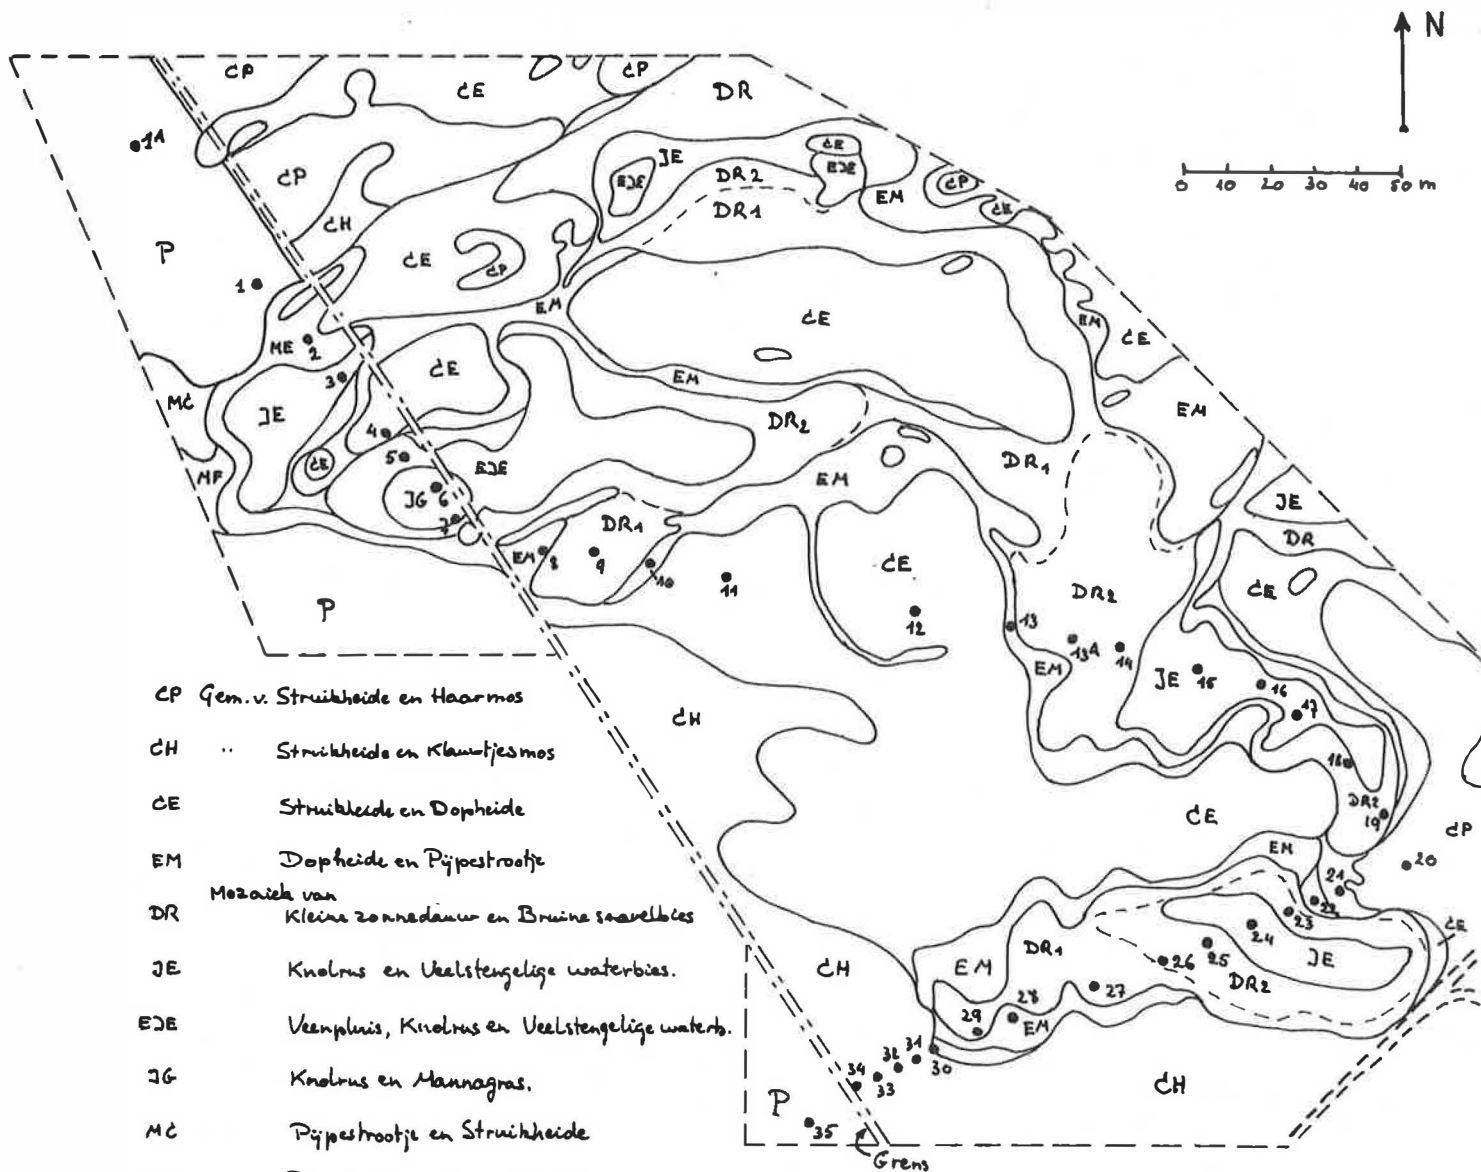 N
0 10 20 30 40 50 m
CP
CE
CP
DR
1A
CP
JE
DR2
CE
EJE
EJE
DR1
EM
CP
CE
CH
P
CE
CP
1
EM
CE
EM
CE
ME
2
3
CE
EM
MC
JE
DR2
EM
4
5
CE
EJE
DR1
MF
EM
JG
6
JE
7
DR1
DR
EM
8
9
10
11
CE
CE
12
DR2
13
13A
14
P
EM
JE
15
16
17
18
CH
DR2
19
CE
CP
20
EM
21
22
23
CE
24
JE
25
26
DR2
DR1
EM
27
28
29
EM
CH
30
31
32
33
34
CH
P
35
Grens
CP Gem. v. Struikheide en Haarmos
CH " Struikheide en Klauwtjesmos
CE Struikheide en Dopheide
EM Dopheide en Pijpestrootje
Mozaiek van
DR Kleine zonnedauw en Bruine snavelbies
JE Knolrus en Veelstengelige waterbies.
EJE Veenpluis, Knolrus en Veelstengelige waterb.
JG Knolrus en Mannagras.
MC Pijpestrootje en Struikheide